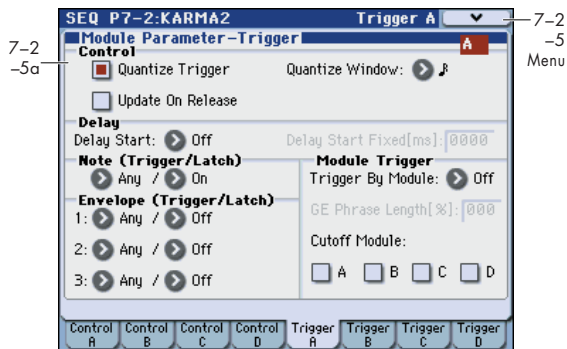 SEQ P7-2:KARMA2 Trigger A
Module Parameter-Trigger A
Control
Quantize Trigger Quantize Window:
Update On Release
Delay
Delay Start: Off Delay Start Fixed[ms]: 0000
Note (Trigger/Latch) Module Trigger
Any / On Trigger By Module: Off
Envelope (Trigger/Latch)
1: Any / Off GE Phrase Length[%]: 000
2: Any / Off Cutoff Module:
3: Any / Off A B C D
Control A Control B Control C Control D Trigger A Trigger B Trigger C Trigger D
7–2
–5a
7–2
–5
Menu